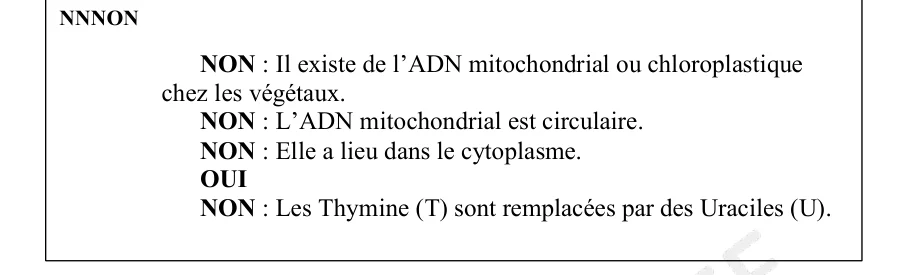 NNNON
NON : Il existe de l’ADN mitochondrial ou chloroplastique
chez les végétaux.
NON : L’ADN mitochondrial est circulaire.
NON : Elle a lieu dans le cytoplasme.
OUI
NON : Les Thymine (T) sont remplacées par des Uraciles (U).